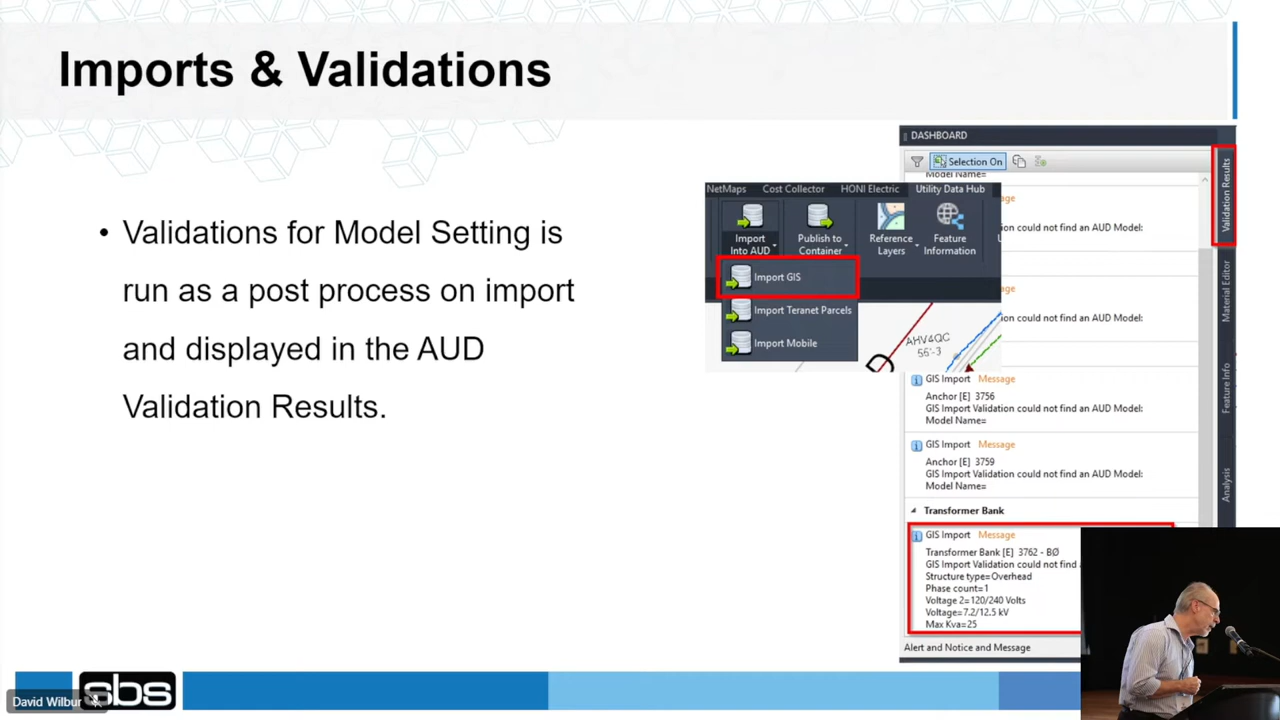 Imports & Validations
Validations for Model Setting is
run as a post process on import
and displayed in the AUD
Validation Results.
NetMaps Cost Collector HONI Electric Utility Data Hub
Import Into AUD
Publish to Container
Reference Layers
Feature Information
Import GIS
Import Teranet Parcels
Import Mobile
AHV4QC
55'-3
DASHBOARD
Selection On
Model Name=
ould not find an AUD Model:
ould not find an AUD Model:
GIS Import Message
Anchor [E] 3756
GIS Import Validation could not find an AUD Model:
Model Name=
GIS Import Message
Anchor [E] 3759
GIS Import Validation could not find an AUD Model:
Model Name=
Transformer Bank
GIS Import Message
Transformer Bank [E] 3762 - BØ
GIS Import Validation could not find
Structure type=Overhead
Phase count=1
Voltage 2=120/240 Volts
Voltage=7.2/12.5 kV
Max Kva=25
Alert and Notice and Message
Validation Results
Material Editor
Feature Info
Analysis
David Wilbur
sbs